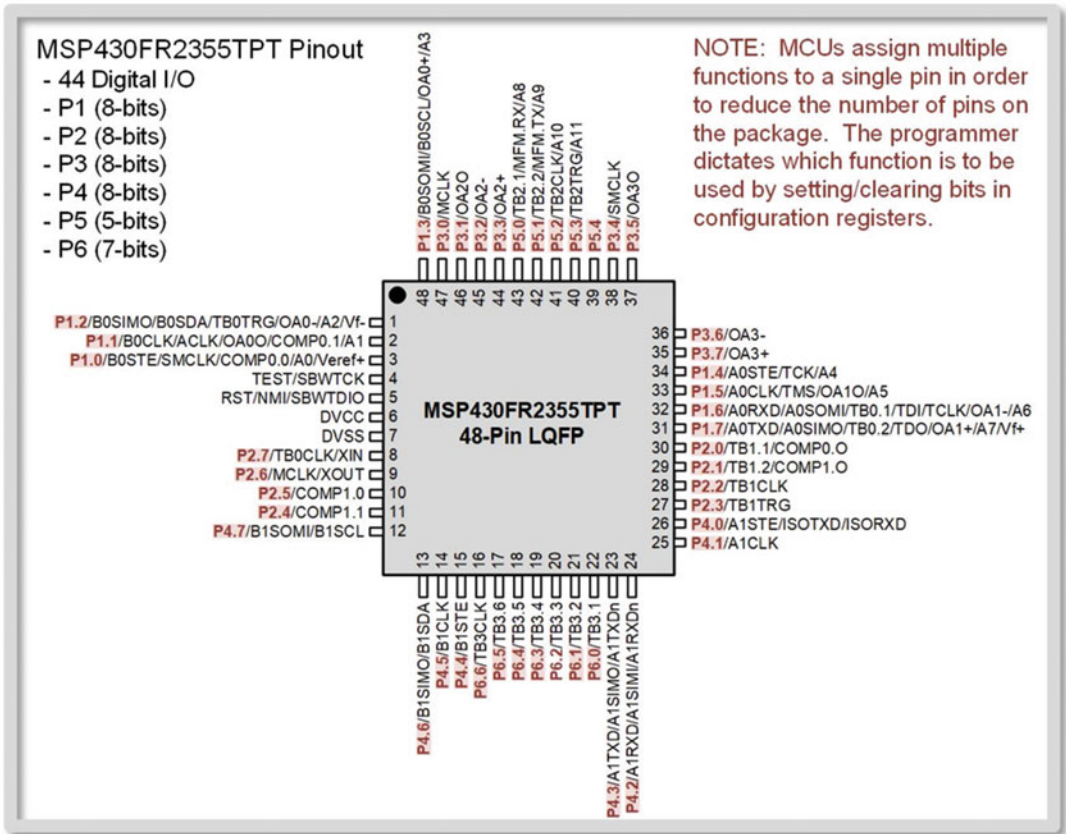 MSP430FR2355TPT Pinout
- 44 Digital I/O
- P1 (8-bits)
- P2 (8-bits)
- P3 (8-bits)
- P4 (8-bits)
- P5 (5-bits)
- P6 (7-bits)
NOTE: MCUs assign multiple
functions to a single pin in order
to reduce the number of pins on
the package. The programmer
dictates which function is to be
used by setting/clearing bits in
configuration registers.
P1.3/B0SOMI/B0SCL/OA0+/A3
P3.0/MCLK
P3.1/OA2O
P3.2/OA2-
P3.3/OA2+
P5.0/TB2.1/MFM.RX/A8
P5.1/TB2.2/MFM.TX/A9
P5.2/TB2CLK/A10
P5.3/TB2TRG/A11
P5.4
P3.4/SMCLK
P3.5/OA3O
48
47
46
45
44
43
42
41
40
39
38
37
P1.2/B0SIMO/B0SDA/TB0TRG/OA0-/A2/Vf- 1
P1.1/B0CLK/ACLK/OA0O/COMP0.1/A1 2
P1.0/B0STE/SMCLK/COMP0.0/A0/Veref+ 3
TEST/SBWTCK 4
RST/NMI/SBWTDIO 5
DVCC 6
DVSS 7
P2.7/TB0CLK/XIN 8
P2.6/MCLK/XOUT 9
P2.5/COMP1.0 10
P2.4/COMP1.1 11
P4.7/B1SOMI/B1SCL 12
MSP430FR2355TPT
48-Pin LQFP
36 P3.6/OA3-
35 P3.7/OA3+
34 P1.4/A0STE/TCK/A4
33 P1.5/A0CLK/TMS/OA1O/A5
32 P1.6/A0RXD/A0SOMI/TB0.1/TDI/TCLK/OA1-/A6
31 P1.7/A0TXD/A0SIMO/TB0.2/TDO/OA1+/A7/Vf+
30 P2.0/TB1.1/COMP0.O
29 P2.1/TB1.2/COMP1.O
28 P2.2/TB1CLK
27 P2.3/TB1TRG
26 P4.0/A1STE/ISOTXD/ISORXD
25 P4.1/A1CLK
13
14
15
16
17
18
19
20
21
22
23
24
P4.6/B1SIMO/B1SDA
P4.5/B1CLK
P4.4/B1STE
P6.6/TB3CLK
P6.5/TB3.6
P6.4/TB3.5
P6.3/TB3.4
P6.2/TB3.3
P6.1/TB3.2
P6.0/TB3.1
P4.3/A1TXD/A1SIMO/A1TXDn
P4.2/A1RXD/A1SIMI/A1RXDn